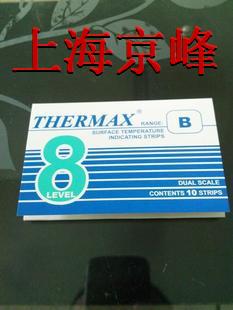 上海京峰
THERMAX®
RANGE: B
SURFACE TEMPERATURE
INDICATING STRIPS
8
LEVEL
DUAL SCALE
CONTENTS 10 STRIPS